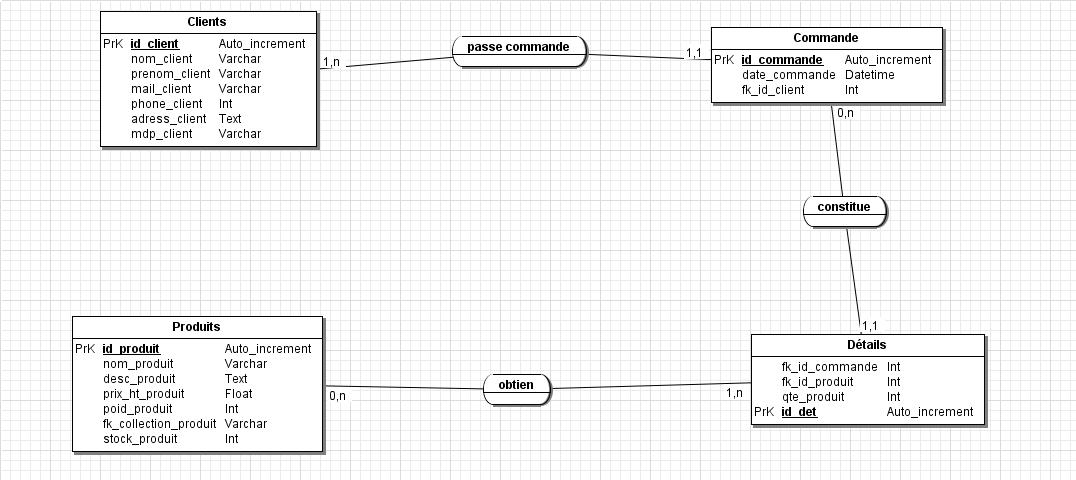 Clients
PrK id_client Auto_increment
nom_client Varchar
prenom_client Varchar
mail_client Varchar
phone_client Int
adress_client Text
mdp_client Varchar
1,n
passe commande
1,1
Commande
PrK id_commande Auto_increment
date_commande Datetime
fk_id_client Int
0,n
constitue
1,1
Produits
PrK id_produit Auto_increment
nom_produit Varchar
desc_produit Text
prix_ht_produit Float
poid_produit Int
fk_collection_produit Varchar
stock_produit Int
0,n
obtien
1,n
Détails
fk_id_commande Int
fk_id_produit Int
qte_produit Int
PrK id_det Auto_increment